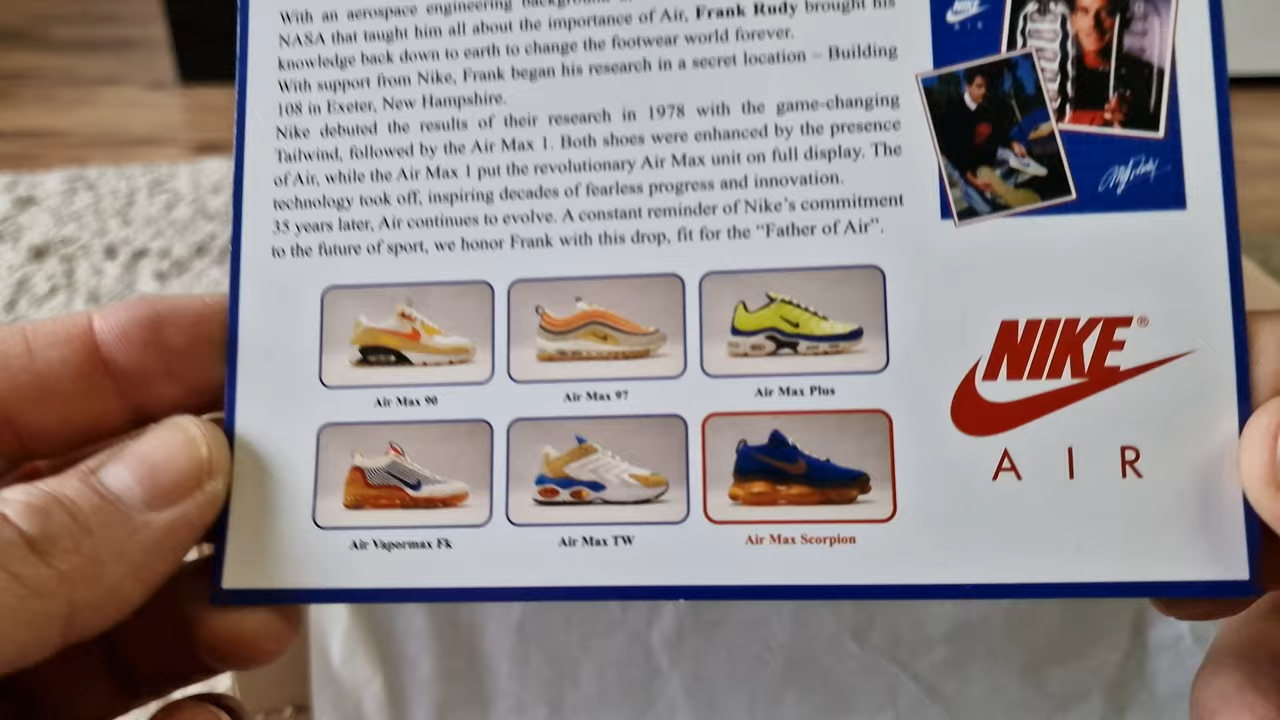 With an aerospace engineering background
NASA that taught him all about the importance of Air, Frank Rudy brought his
knowledge back down to earth to change the footwear world forever.
With support from Nike, Frank began his research in a secret location – Building
108 in Exeter, New Hampshire.
Nike debuted the results of their research in 1978 with the game-changing
Tailwind, followed by the Air Max 1. Both shoes were enhanced by the presence
of Air, while the Air Max 1 put the revolutionary Air Max unit on full display. The
technology took off, inspiring decades of fearless progress and innovation.
35 years later, Air continues to evolve. A constant reminder of Nike's commitment
to the future of sport, we honor Frank with this drop, fit for the “Father of Air”.
NIKE
AIR
Air Max 90
Air Max 97
Air Max Plus
Air Vapormax Fk
Air Max TW
Air Max Scorpion
NIKE®
AIR